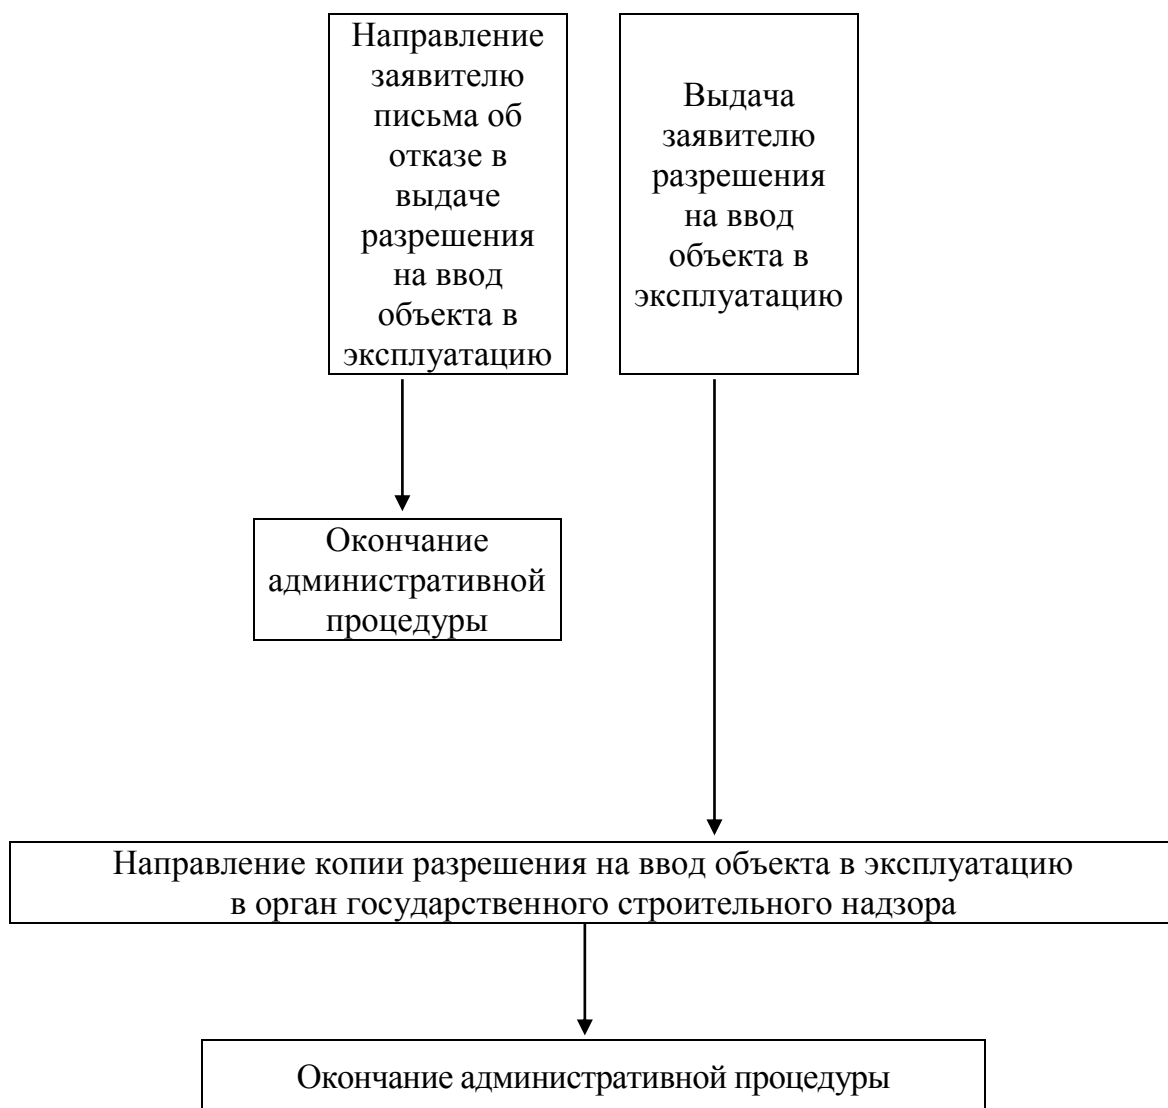 Направление
заявителю
письма об
отказе в
выдаче
разрешения
на ввод
объекта в
эксплуатацию
Выдача
заявителю
разрешения
на ввод
объекта в
эксплуатацию
Окончание
административной
процедуры
Направление копии разрешения на ввод объекта в эксплуатацию
в орган государственного строительного надзора
Окончание административной процедуры